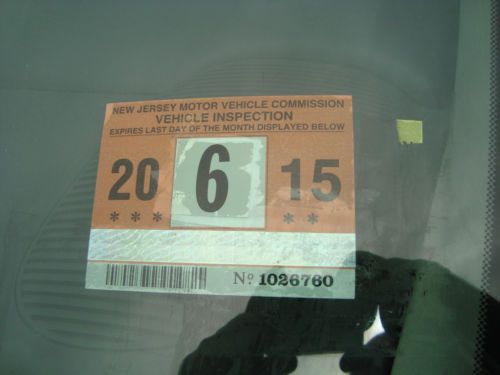 NEW JERSEY MOTOR VEHICLE COMMISSION
VEHICLE INSPECTION
EXPIRES LAST DAY OF THE MONTH DISPLAYED BELOW
20 6 15
*** **
No 1026760